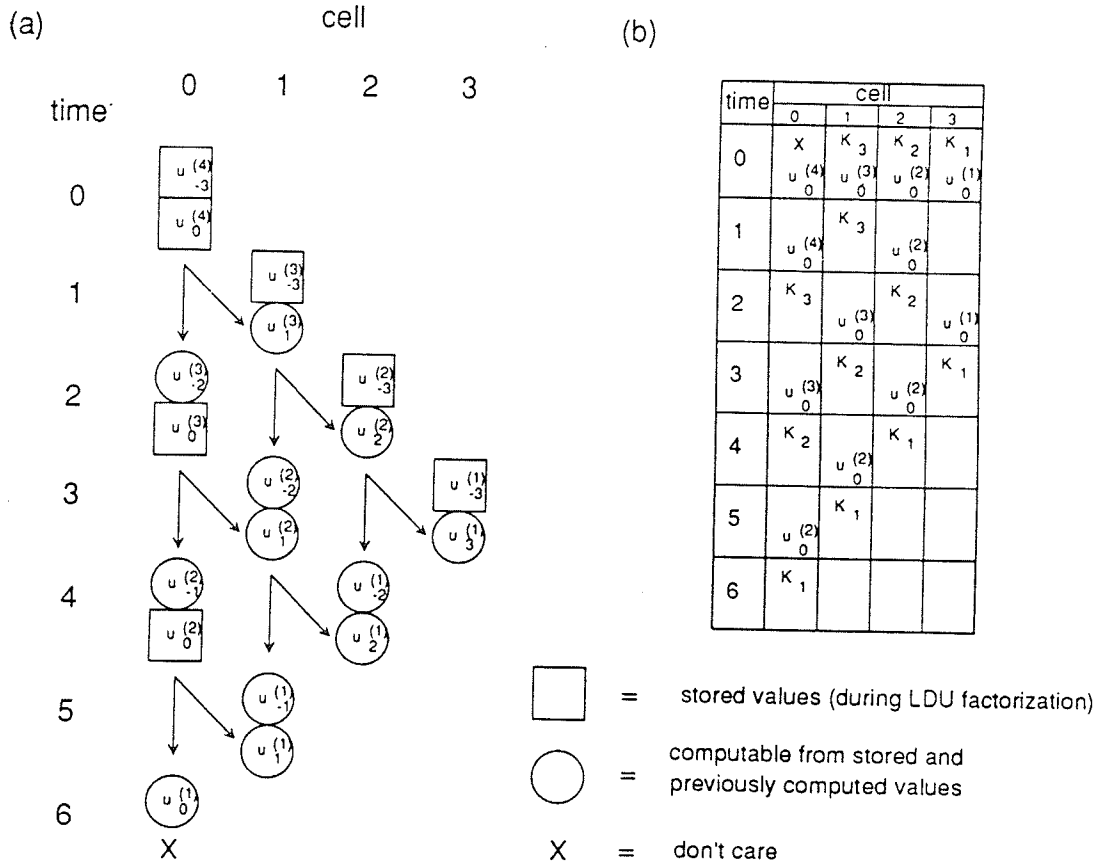 (a)
cell
0 1 2 3
time
0
u (4) -3
u (4) 0
1
u (3) -3
u (3) 1
2
u (3) -2
u (3) 0
u (2) -3
u (2) 2
3
u (2) -2
u (2) 1
u (1) -3
u (1) 3
4
u (2) -1
u (2) 0
u (1) -2
u (1) 2
5
u (1) -1
u (1) 1
6
u (1) 0
X
(b)
time cell
0 1 2 3
0 X K 3 K 2 K 1
u (4) 0 u (3) 0 u (2) 0 u (1) 0
1 K 3
u (4) 0 u (2) 0
2 K 3 K 2
u (3) 0 u (1) 0
3 K 2 K 1
u (3) 0 u (2) 0
4 K 2 K 1
u (2) 0
5 K 1
u (2) 0
6 K 1
= stored values (during LDU factorization)
= computable from stored and
previously computed values
X = don't care